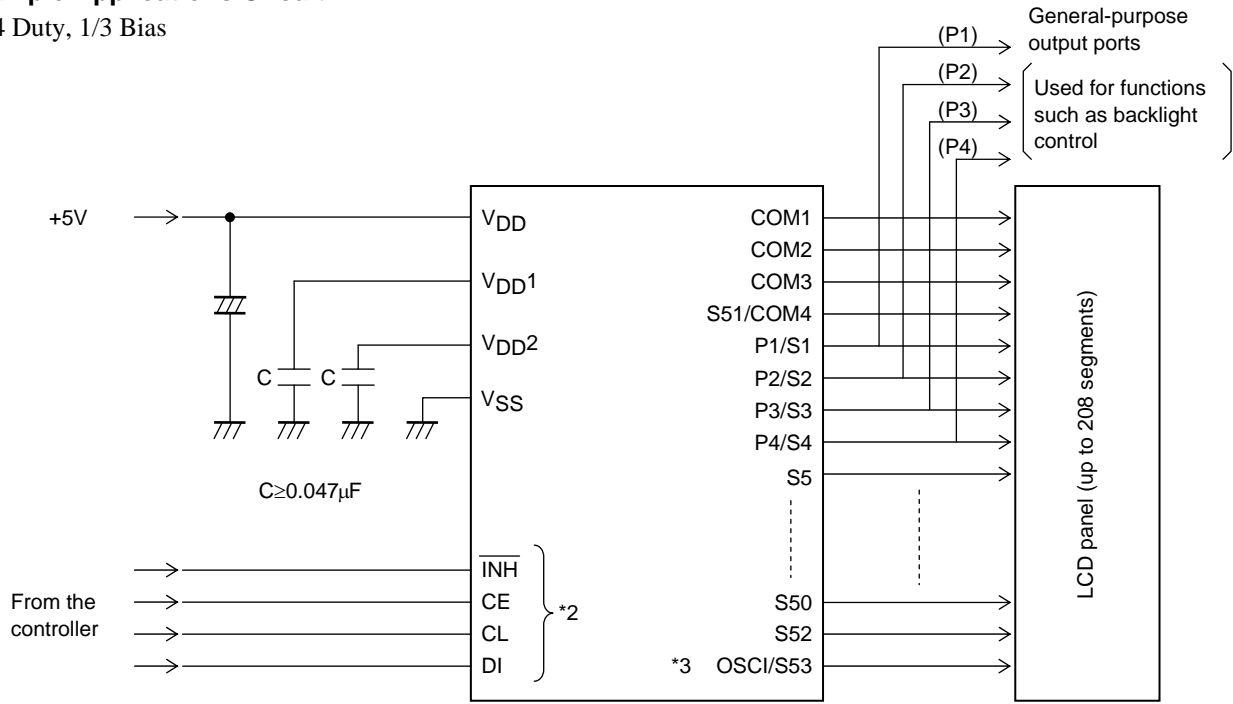 4 Duty, 1/3 Bias
General-purpose
output ports
(P1)
(P2)
(P3)
(P4)
Used for functions
such as backlight
control
+5V
VDD
VDD1
VDD2
VSS
C
C
C≥0.047μF
COM1
COM2
COM3
S51/COM4
P1/S1
P2/S2
P3/S3
P4/S4
S5
S50
S52
*3 OSCI/S53
From the
controller
INH
CE
CL
DI
*2
LCD panel (up to 208 segments)